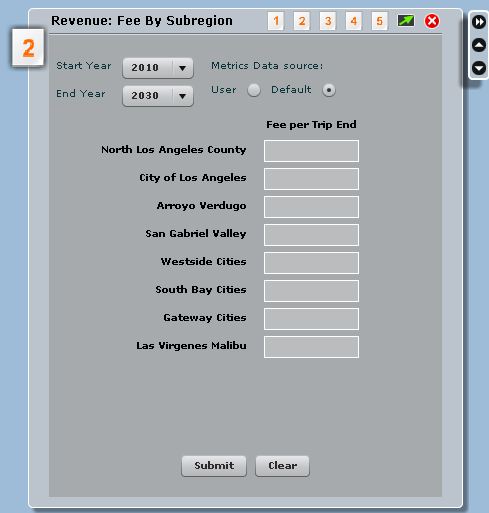 Revenue: Fee By Subregion 1 2 3 4 5
2
Start Year 2010 Metrics Data source:
End Year 2030 User Default
Fee per Trip End
North Los Angeles County
City of Los Angeles
Arroyo Verdugo
San Gabriel Valley
Westside Cities
South Bay Cities
Gateway Cities
Las Virgenes Malibu
Submit Clear